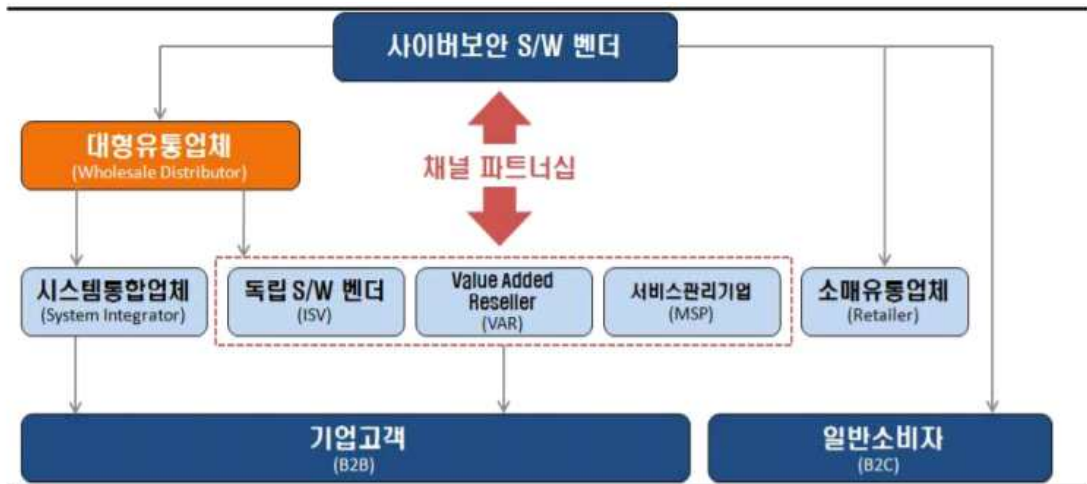 사이버보안 S/W 벤더
대형유통업체
(Wholesale Distributor)
채널 파트너십
시스템통합업체
(System Integrator)
독립 S/W 벤더
(ISV)
Value Added
Reseller
(VAR)
서비스관리기업
(MSP)
소매유통업체
(Retailer)
기업고객
(B2B)
일반소비자
(B2C)